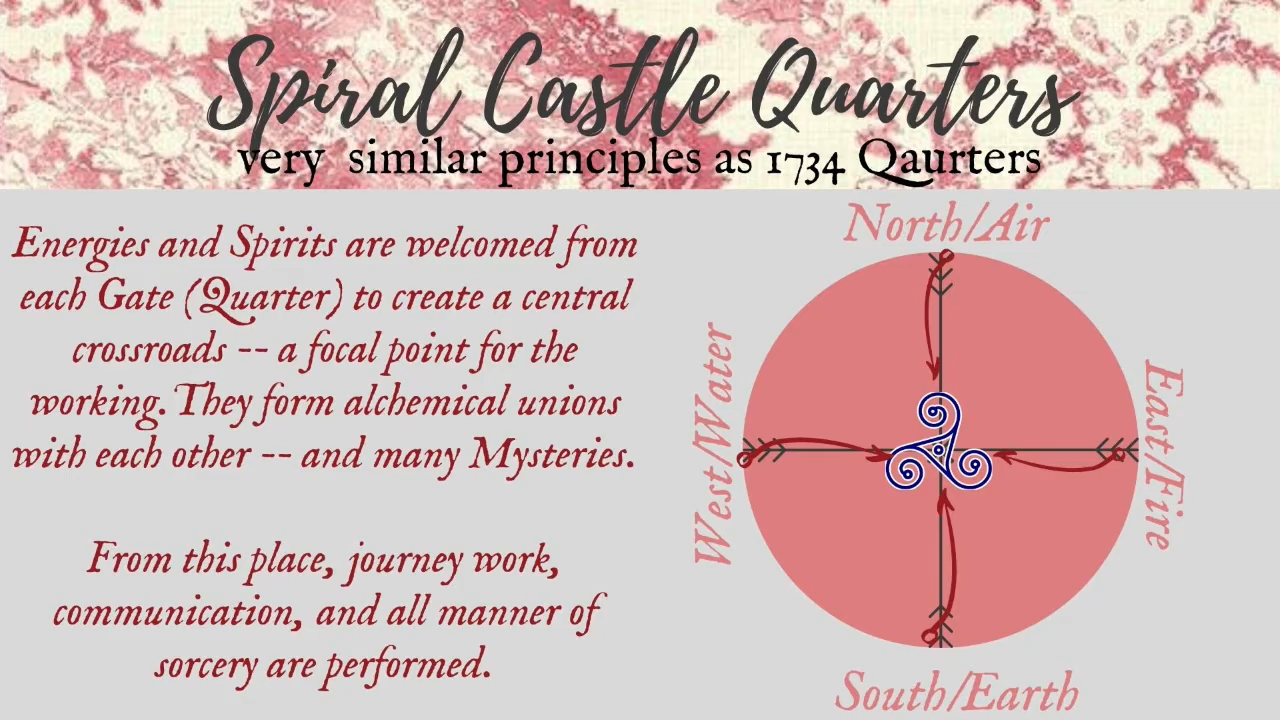 Spiral Castle Quarters
very similar principles as 1734 Qaurters
Energies and Spirits are welcomed from
each Gate (Quarter) to create a central
crossroads -- a focal point for the
working. They form alchemical unions
with each other -- and many Mysteries.
From this place, journey work,
communication, and all manner of
sorcery are performed.
North/Air
West/Water
East/Fire
South/Earth